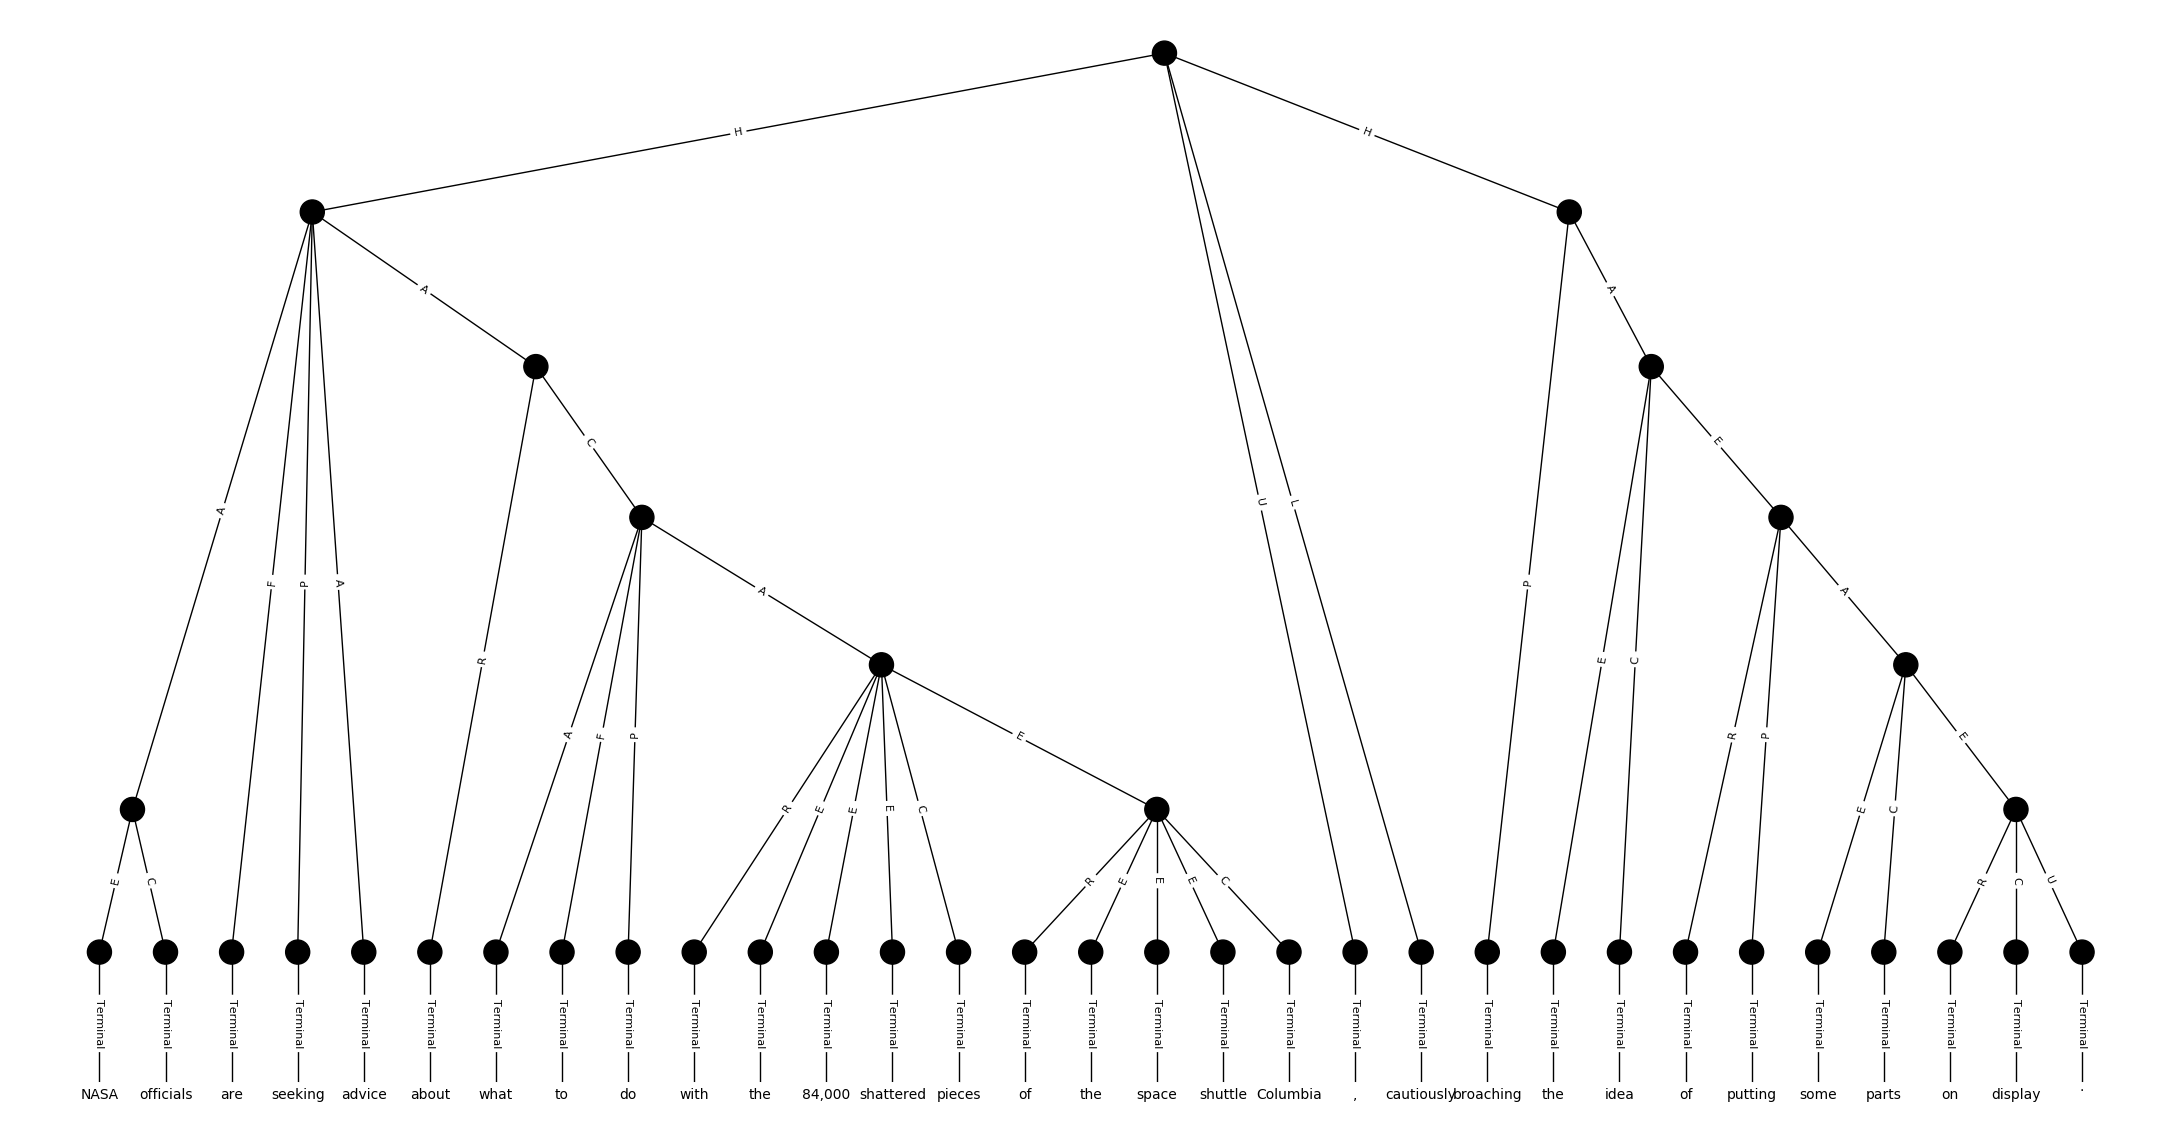 H H
A A
C E
A F P A U L
A P A
R E C
A F P E R P E
R E E E C E C
E C R E E E C R C U
Terminal Terminal Terminal Terminal Terminal Terminal Terminal Terminal Terminal Terminal Terminal Terminal Terminal Terminal Terminal Terminal Terminal Terminal Terminal Terminal Terminal Terminal Terminal Terminal Terminal Terminal Terminal Terminal Terminal Terminal Terminal
NASA officials are seeking advice about what to do with the 84,000 shattered pieces of the space shuttle Columbia , cautiously broaching the idea of putting some parts on display .